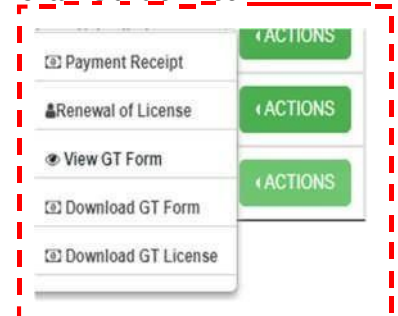 ‹ACTIONS
Payment Receipt
Renewal of License
‹ACTIONS
View GT Form
‹ACTIONS
Download GT Form
Download GT License